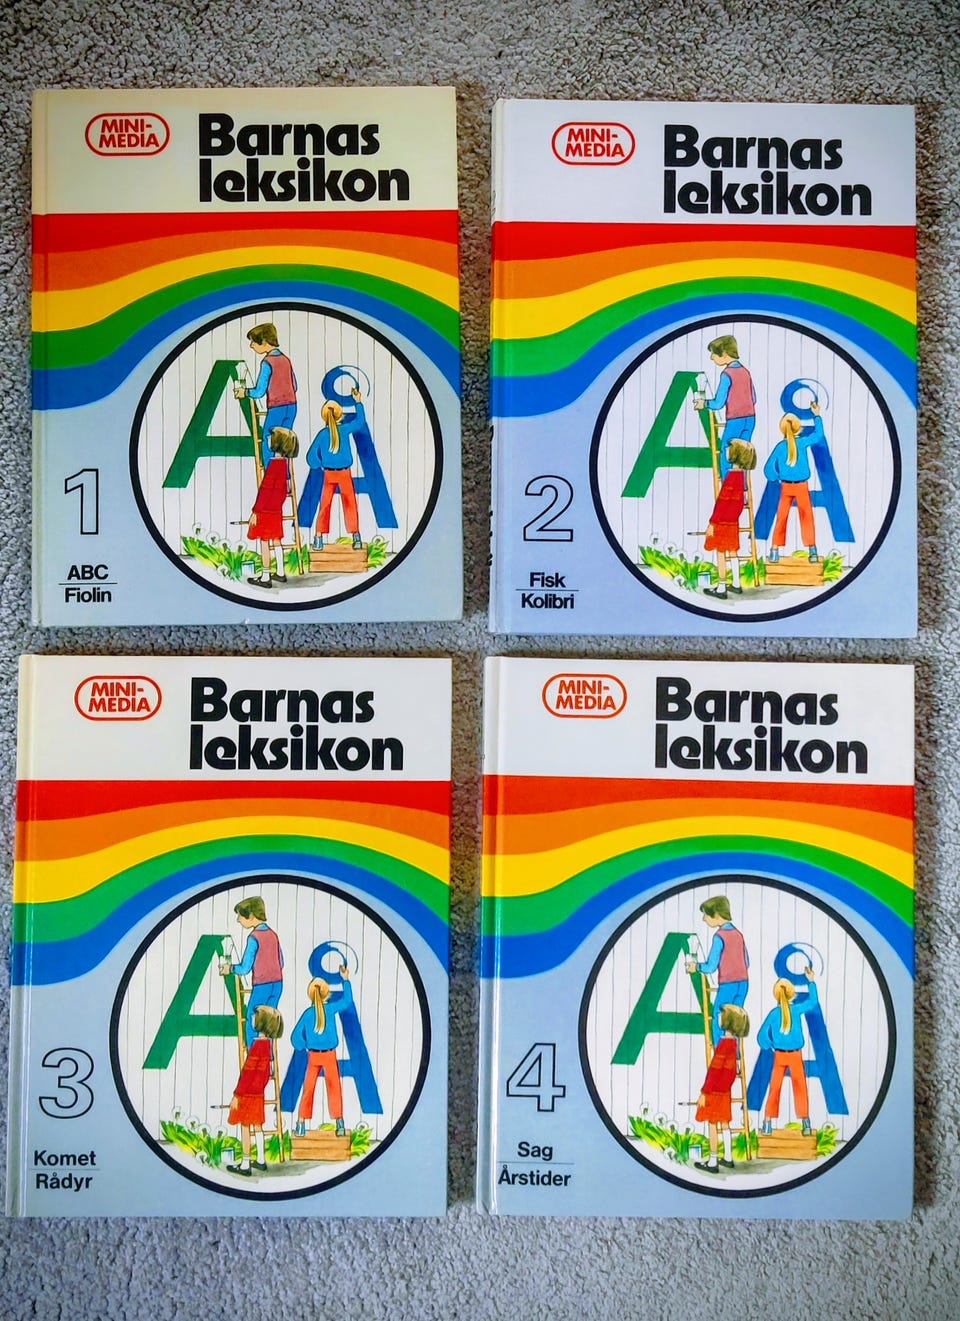 MINI-
MEDIA
Barnas
leksikon
A Å
1
ABC
Fiolin
MINI-
MEDIA
Barnas
leksikon
A Å
2
Fisk
Kolibri
MINI-
MEDIA
Barnas
leksikon
A Å
3
Komet
Rådyr
MINI-
MEDIA
Barnas
leksikon
A Å
4
Sag
Årstider